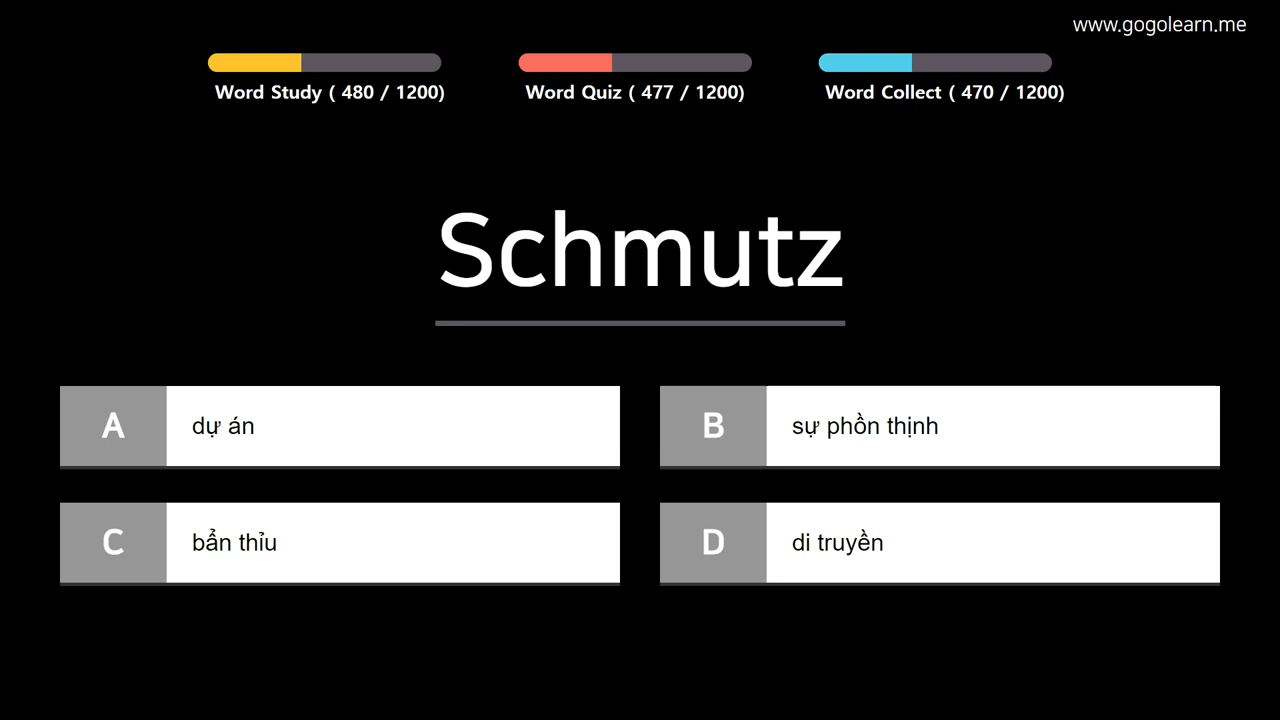 www.gogolearn.me
Word Study ( 480 / 1200)
Word Quiz ( 477 / 1200)
Word Collect ( 470 / 1200)
Schmutz
A
dự án
B
sự phồn thịnh
C
bẩn thỉu
D
di truyền